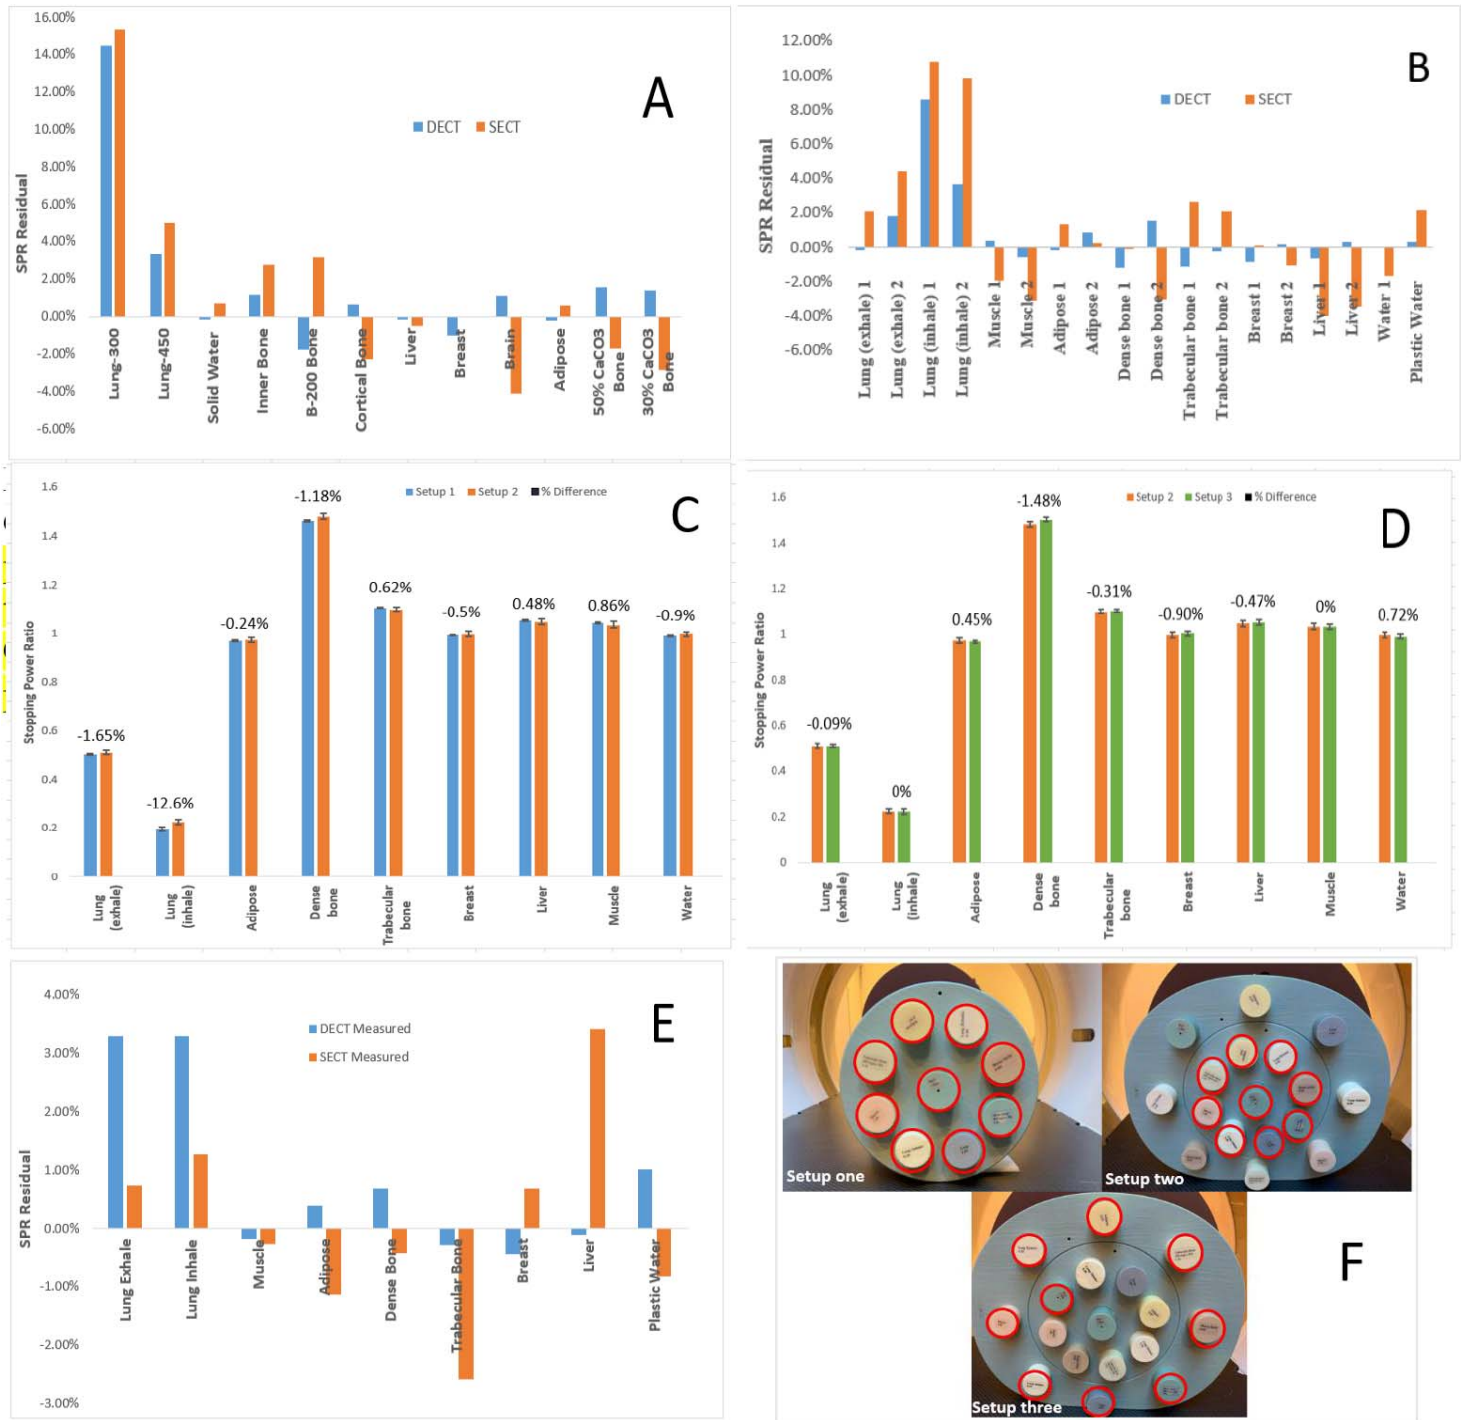 A
SPR Residual
16.00%
14.00%
12.00%
10.00%
8.00%
6.00%
4.00%
2.00%
0.00%
-2.00%
-4.00%
-6.00%
DECT SECT
Lung-300
Lung-450
Solid Water
Inner Bone
B-200 Bone
Cortical Bone
Liver
Breast
Brain
Adipose
50% CaCO3
Bone
30% CaCO3
Bone
B
SPR Residual
12.00%
10.00%
8.00%
6.00%
4.00%
2.00%
0.00%
-2.00%
-4.00%
-6.00%
DECT SECT
Lung (exhale) 1
Lung (exhale) 2
Lung (inhale) 1
Lung (inhale) 2
Muscle 1
Muscle 2
Adipose 1
Adipose 2
Dense bone 1
Dense bone 2
Trabecular bone 1
Trabecular bone 2
Breast 1
Breast 2
Liver 1
Liver 2
Water 1
Plastic Water
C
Stopping Power Ratio
1.6
1.4
1.2
1
0.8
0.6
0.4
0.2
0
Setup 1 Setup 2 % Difference
-1.65%
-12.6%
-0.24%
-1.18%
0.62%
-0.5%
0.48%
0.86%
-0.9%
Lung
(exhale)
Lung
(inhale)
Adipose
Dense
bone
Trabecular
bone
Breast
Liver
Muscle
Water
D
Stopping Power Ratio
1.6
1.4
1.2
1
0.8
0.6
0.4
0.2
0
Setup 2 Setup 3 % Difference
-0.09%
0%
0.45%
-1.48%
-0.31%
-0.90%
-0.47%
0%
0.72%
Lung
(exhale)
Lung
(inhale)
Adipose
Dense
bone
Trabecular
bone
Breast
Liver
Muscle
Water
E
SPR Residual
4.00%
3.00%
2.00%
1.00%
0.00%
-1.00%
-2.00%
-3.00%
DECT Measured
SECT Measured
Lung Exhale
Lung Inhale
Muscle
Adipose
Dense Bone
Trabecular Bone
Breast
Liver
Plastic Water
F
Setup one
Setup two
Setup three